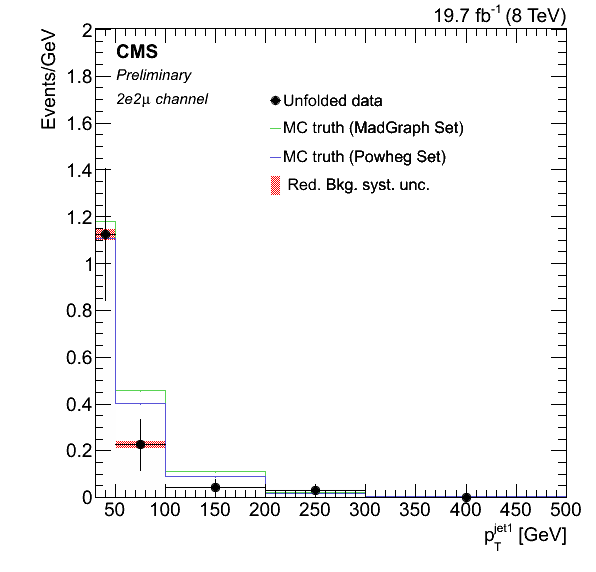 19.7 fb⁻¹ (8 TeV)
Events/GeV
2
1.8
1.6
1.4
1.2
1
0.8
0.6
0.4
0.2
0
CMS
Preliminary
2e2μ channel
Unfolded data
MC truth (MadGraph Set)
MC truth (Powheg Set)
Red. Bkg. syst. unc.
50 100 150 200 250 300 350 400 450 500
p_T^jet1 [GeV]